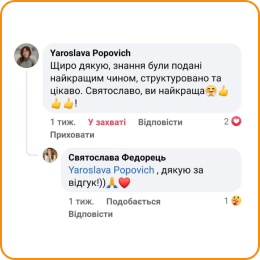 Yaroslava Popovich
Щиро дякую, знання були подані
найкращим чином, структуровано та
цікаво. Святославо, ви найкраща🥰👍
👍👍!
1 тиж. У захваті Відповісти 2
Приховати
Святослава Федорець
Yaroslava Popovich , дякую за
відгук!))🙏❤️
1 тиж. Подобається 1
Відповісти